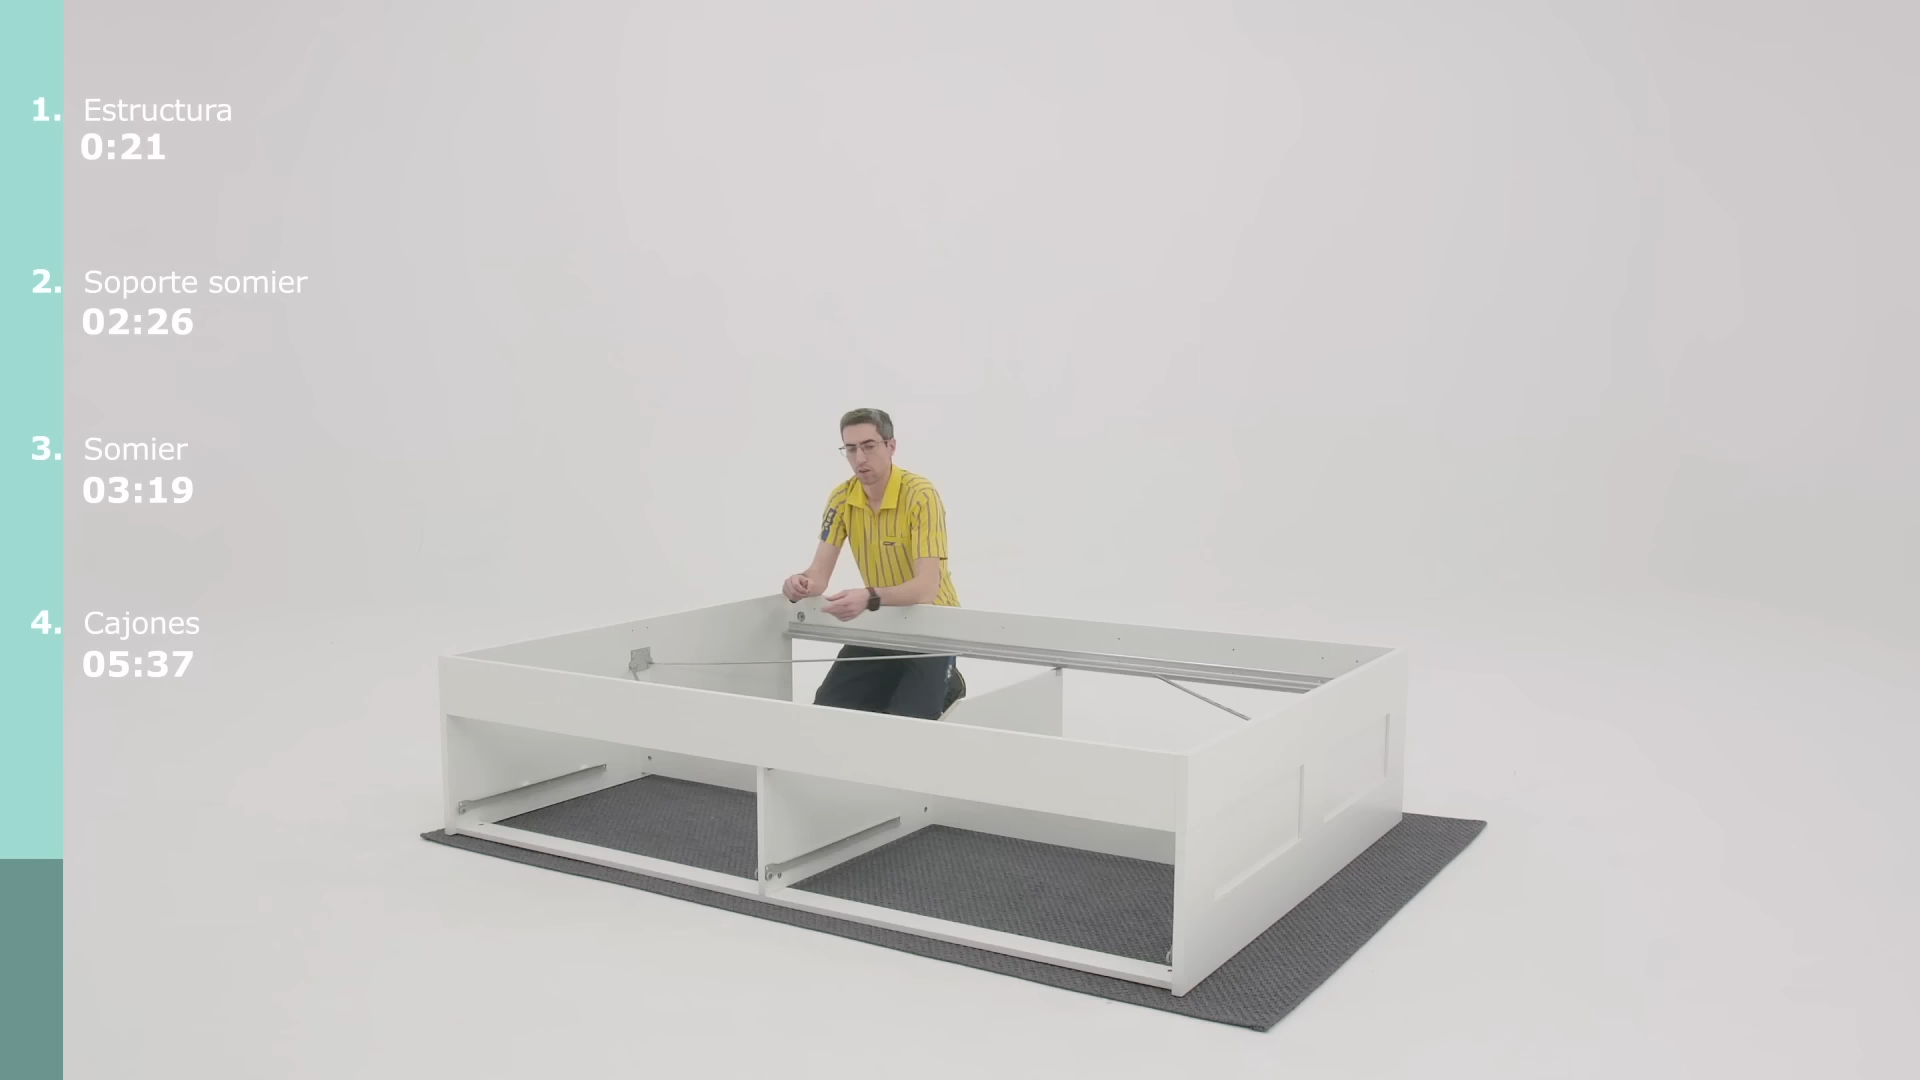 1. Estructura
0:21
2. Soporte somier
02:26
3. Somier
03:19
4. Cajones
05:37